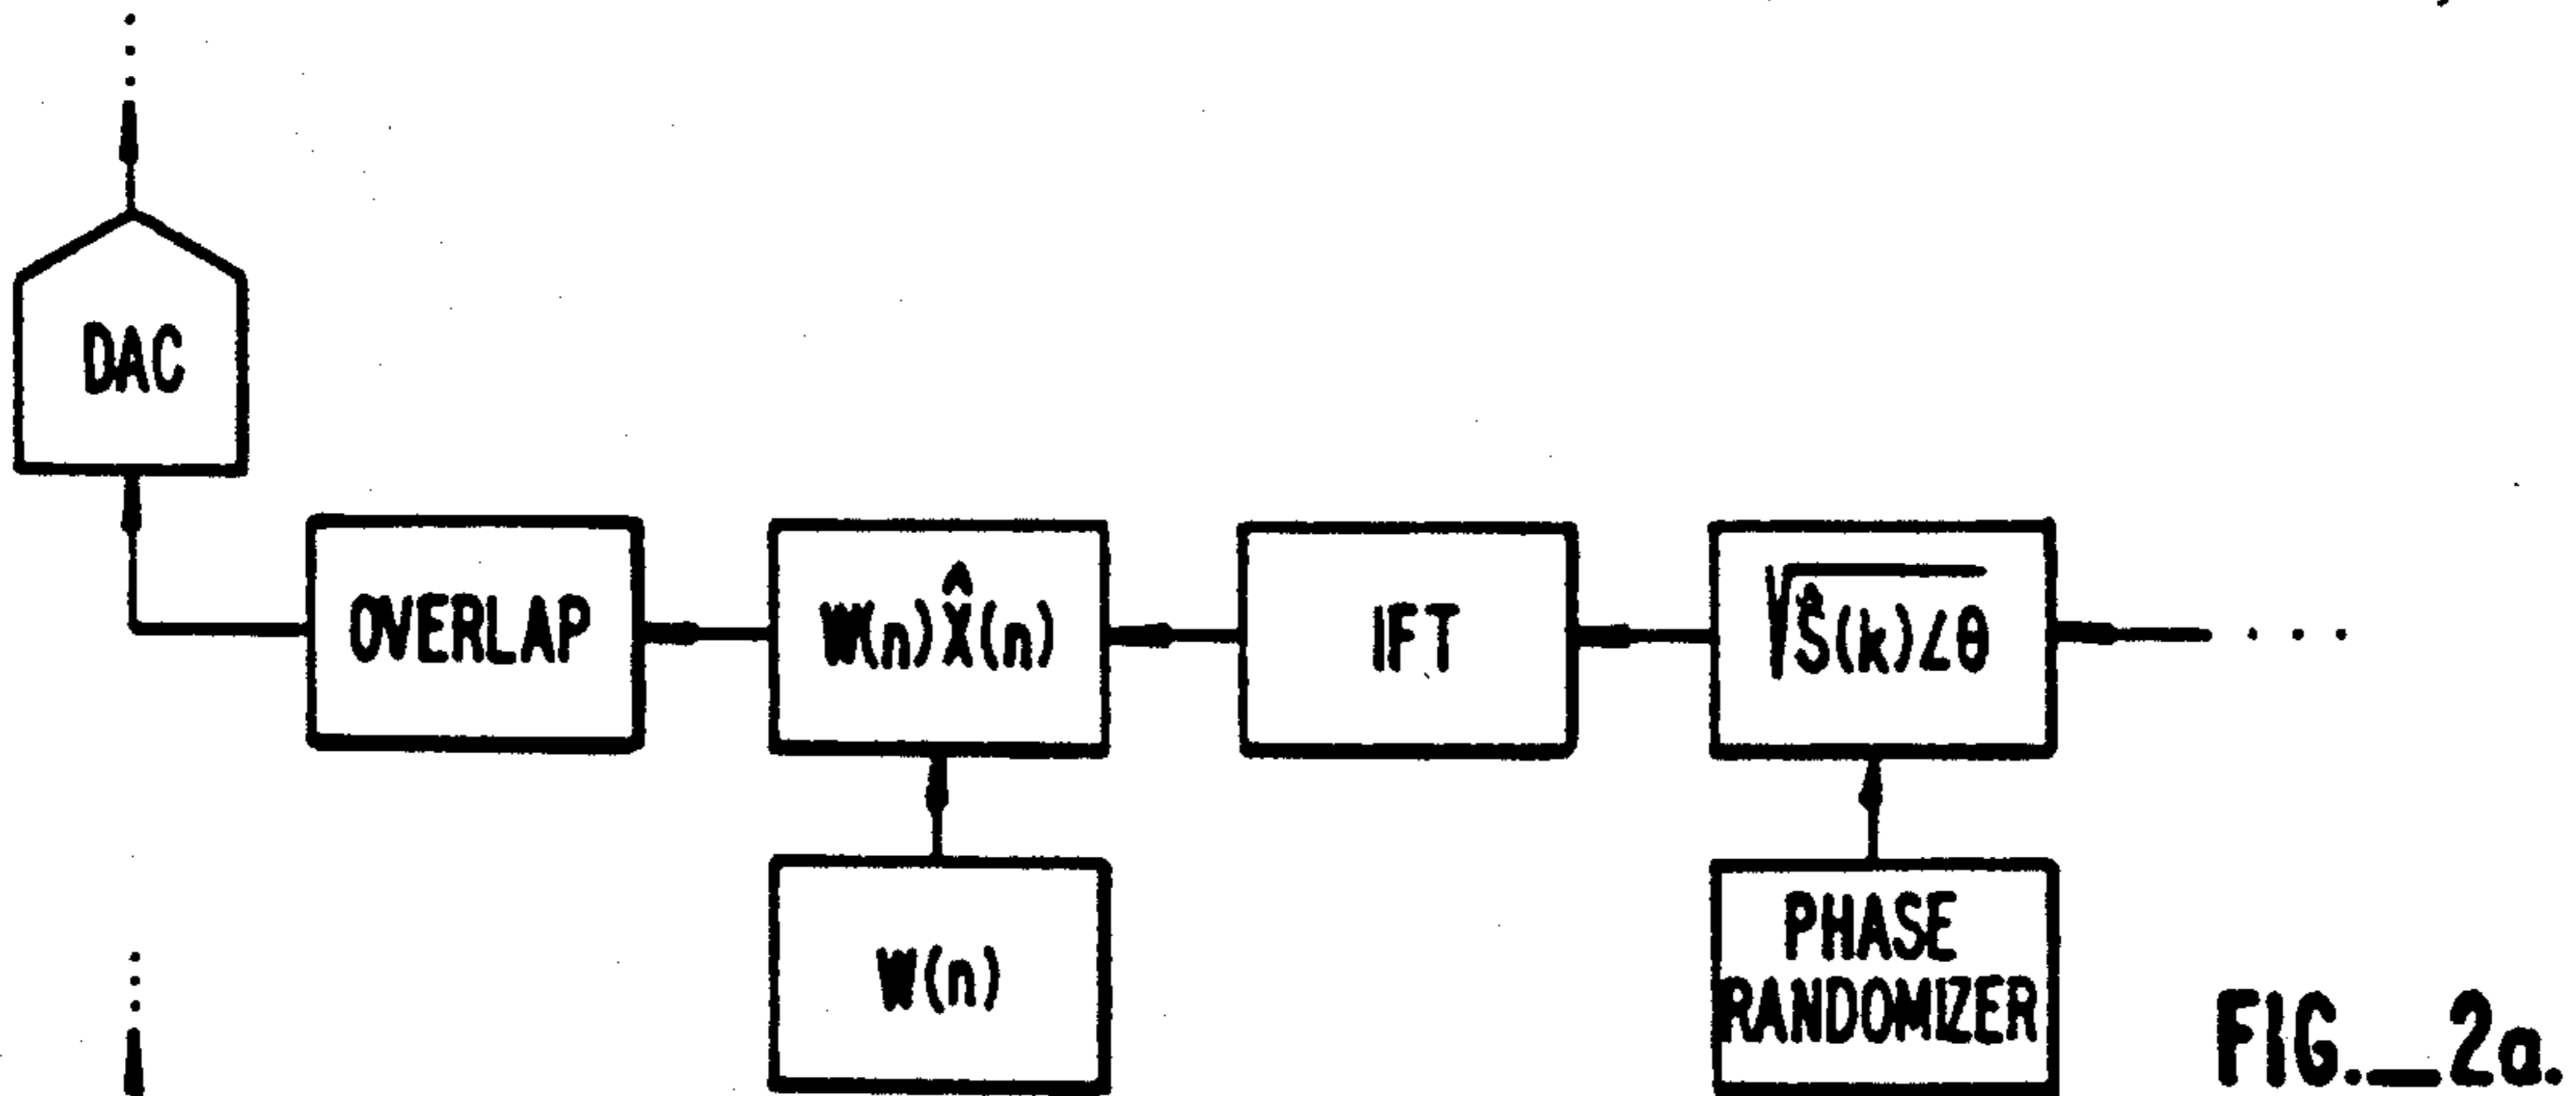 DAC
OVERLAP
W(n)X̂(n)
IFT
√Ŝ(k)∠θ
W(n)
PHASE
RANDOMIZER
FIG._2a.